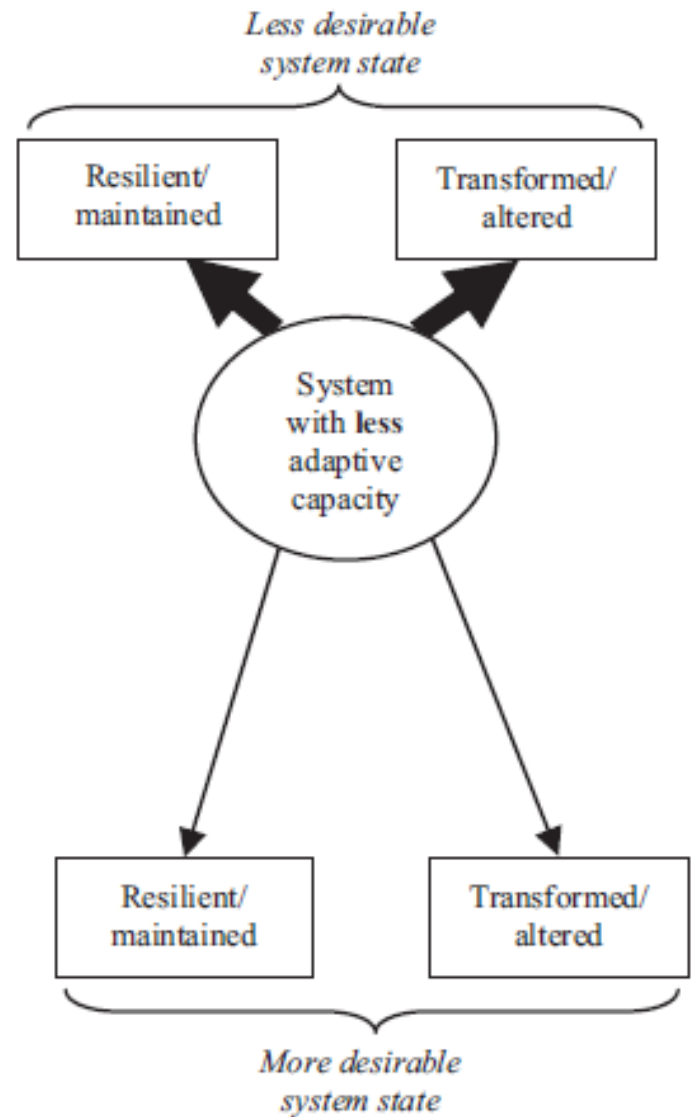 Less desirable
system state
Resilient/
maintained
Transformed/
altered
System
with less
adaptive
capacity
Resilient/
maintained
Transformed/
altered
More desirable
system state